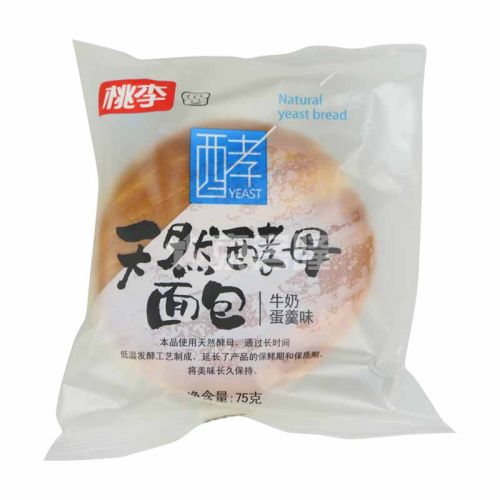 桃李
Natural
yeast bread
酵
YEAST
天然酵母
面包
牛奶
蛋羹味
本品使用天然酵母，通过长时间
低温发酵工艺制成，延长了产品的保鲜期和保质期，
将美味长久保持。
净含量:75克